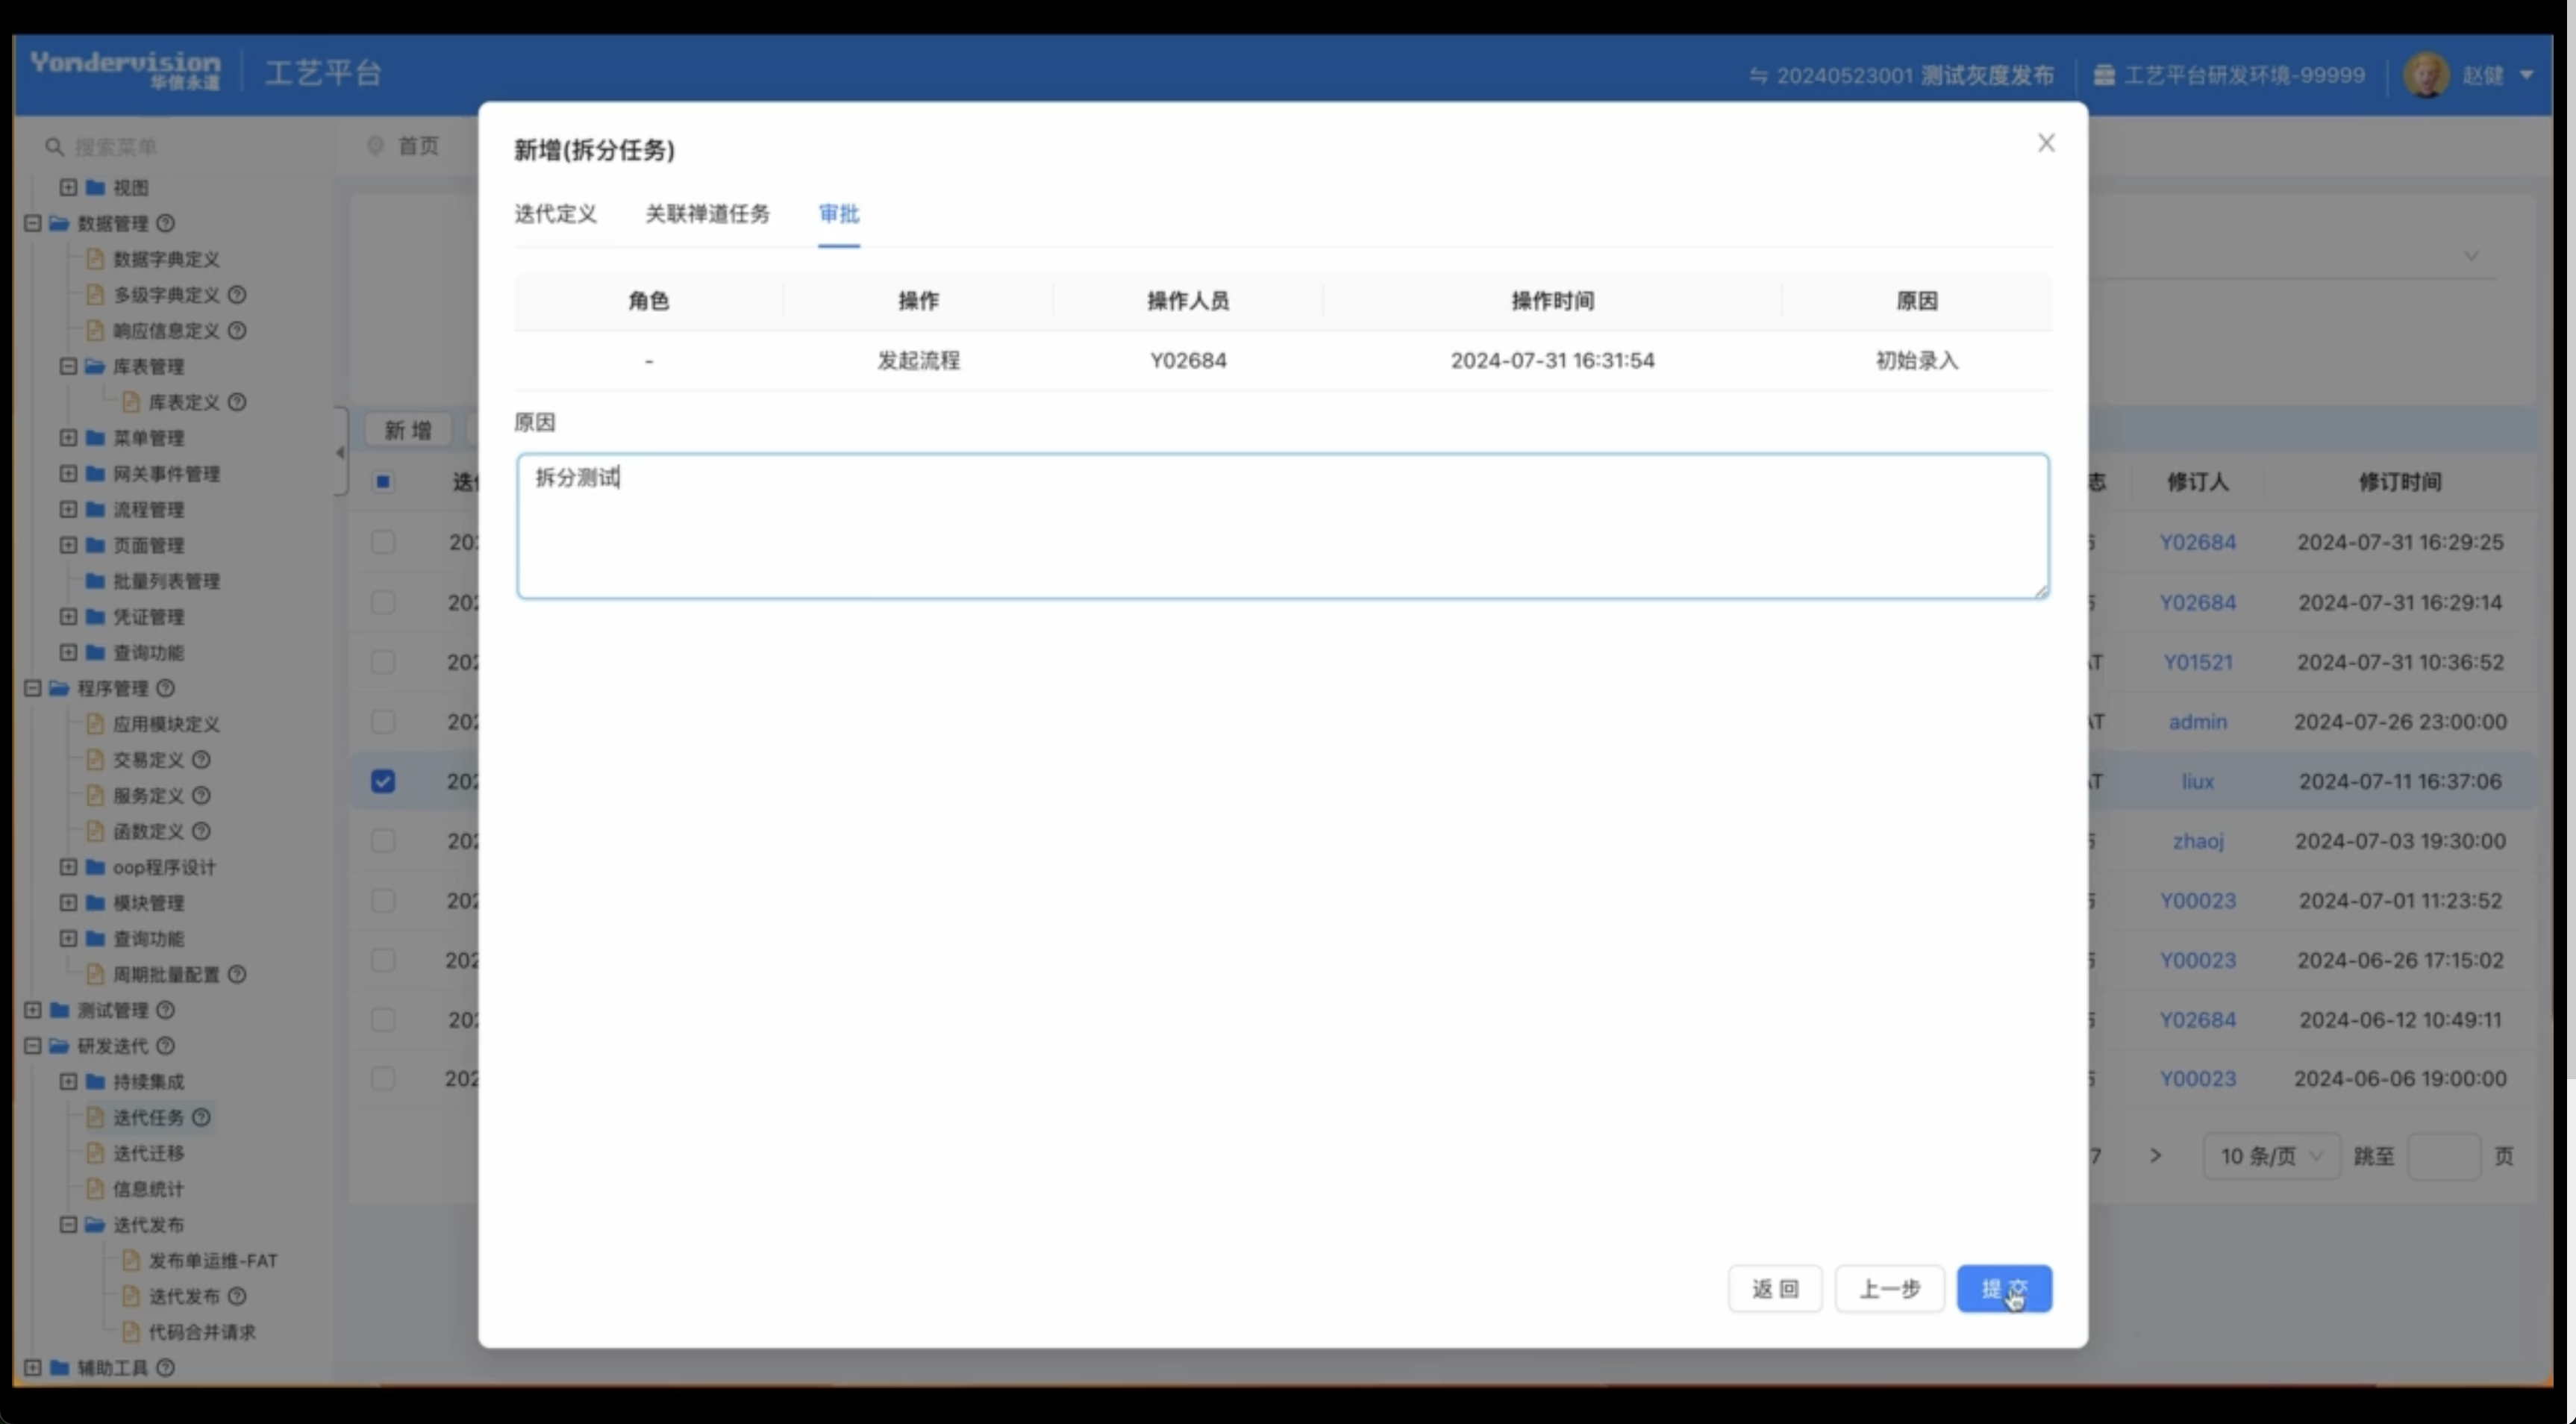 Yondervision
华信永道
工艺平台
20240523001 测试灰度发布
工艺平台研发环境-99999
赵健
搜索菜单
首页
视图
数据管理
数据字典定义
多级字典定义
响应信息定义
库表管理
库表定义
菜单管理
网关事件管理
流程管理
页面管理
批量列表管理
凭证管理
查询功能
程序管理
应用模块定义
交易定义
服务定义
函数定义
oop程序设计
模块管理
查询功能
周期批量配置
测试管理
研发迭代
持续集成
迭代任务
迭代迁移
信息统计
迭代发布
发布单运维-FAT
迭代发布
代码合并请求
辅助工具
新增(拆分任务)
迭代定义 关联禅道任务 审批
角色 操作 操作人员 操作时间 原因
- 发起流程 Y02684 2024-07-31 16:31:54 初始录入
原因
拆分测试
返回 上一步 提交
新增
修订人 修订时间
Y02684 2024-07-31 16:29:25
Y02684 2024-07-31 16:29:14
Y01521 2024-07-31 10:36:52
admin 2024-07-26 23:00:00
liux 2024-07-11 16:37:06
zhaoj 2024-07-03 19:30:00
Y00023 2024-07-01 11:23:52
Y00023 2024-06-26 17:15:02
Y02684 2024-06-12 10:49:11
Y00023 2024-06-06 19:00:00
7 > 10 条/页 跳至 页